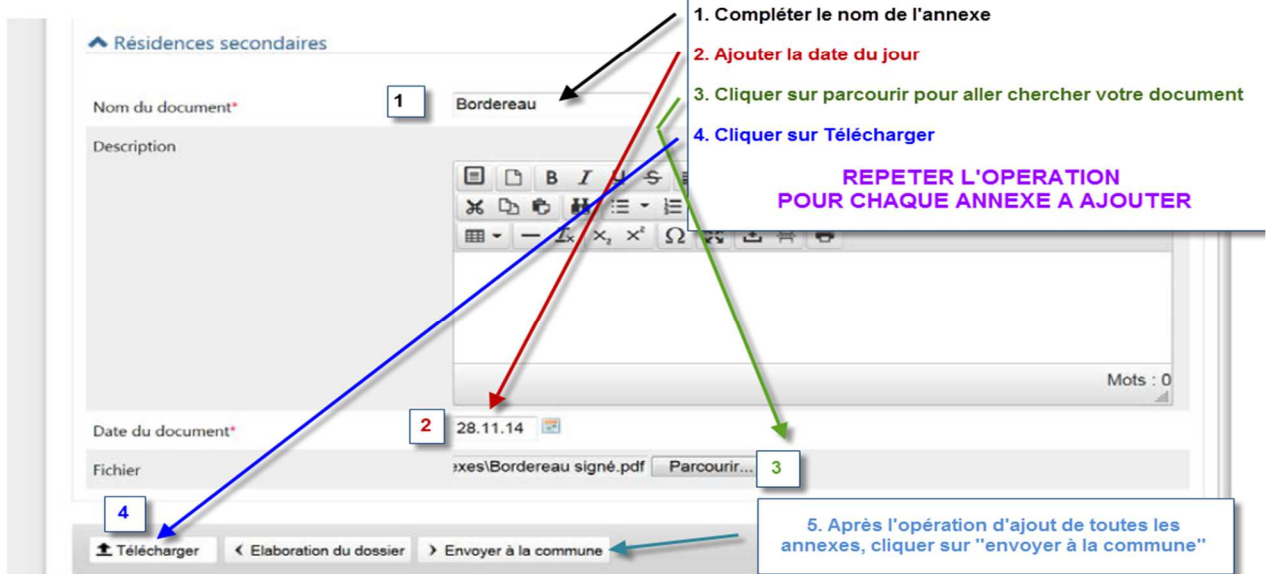 1. Compléter le nom de l'annexe
Résidences secondaires
2. Ajouter la date du jour
3. Cliquer sur parcourir pour aller chercher votre document
Nom du document*
1
Bordereau
4. Cliquer sur Télécharger
Description
REPETER L'OPERATION
POUR CHAQUE ANNEXE A AJOUTER
Mots : 0
Date du document*
2
28.11.14
Fichier
exes\Bordereau signé.pdf
Parcourir...
3
4
5. Après l'opération d'ajout de toutes les
annexes, cliquer sur "envoyer à la commune"
Télécharger
Elaboration du dossier
Envoyer à la commune